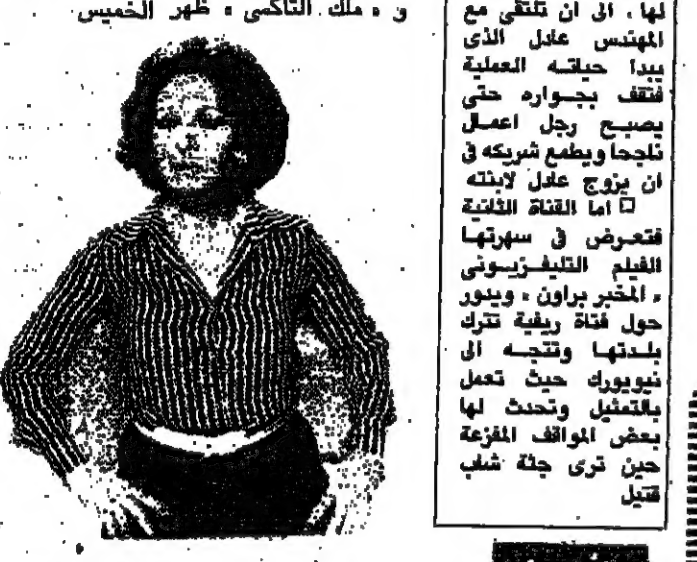 و « ملك التاكسى » ظهر الخميس
لها ، الى ان تلتقى مع
المهندس عادل الذى
يبدا حياته العملية
فتقف بجواره حتى
يصبح رجل اعمال
ناجحا ويطمع شريكه فى
ان يزوج عادل لابنته
□ اما القناة الثانية
فتعرض فى سهرتها
الفيلم التليفزيونى
« المخبر براون » ويدور
حول فتاة ريفية تترك
بلدتها وتتجه الى
نيويورك حيث تعمل
بالتمثيل وتحدث لها
بعض المواقف المفزعة
حين ترى جثة شاب
قتيل